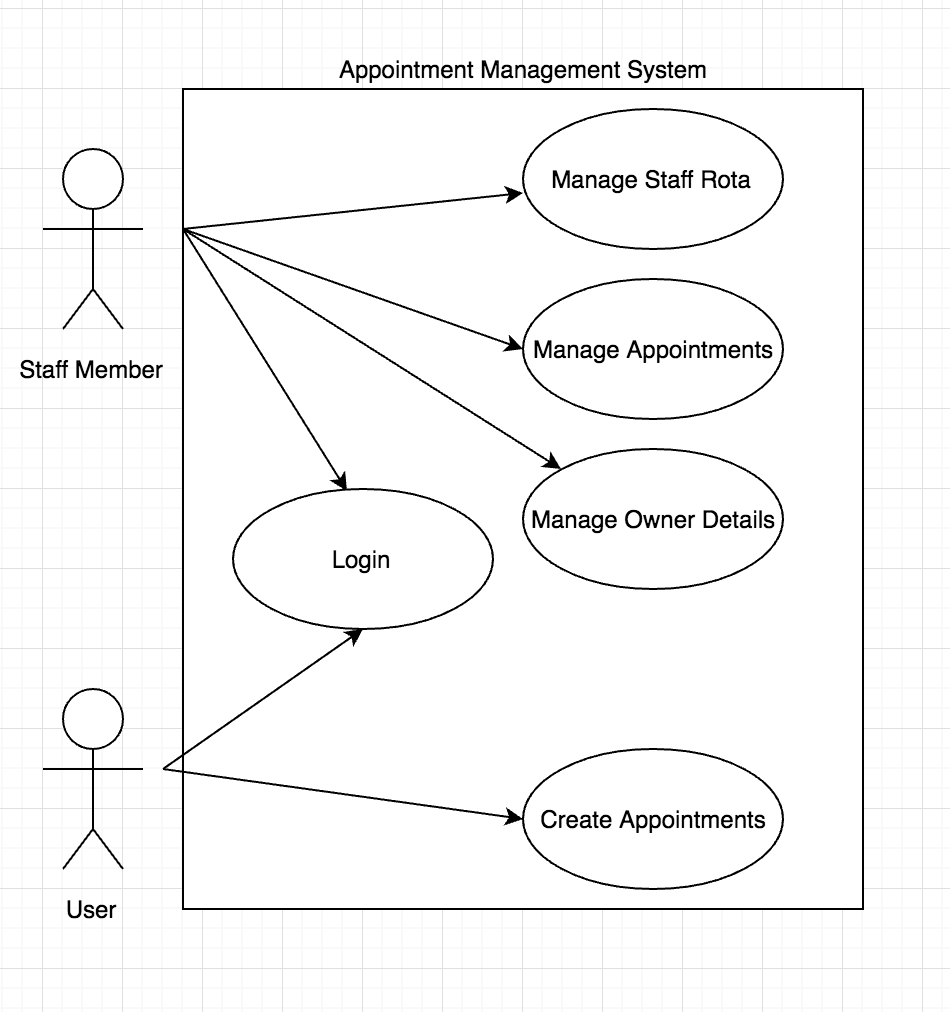 Appointment Management System
Manage Staff Rota
Manage Appointments
Staff Member
Manage Owner Details
Login
Create Appointments
User